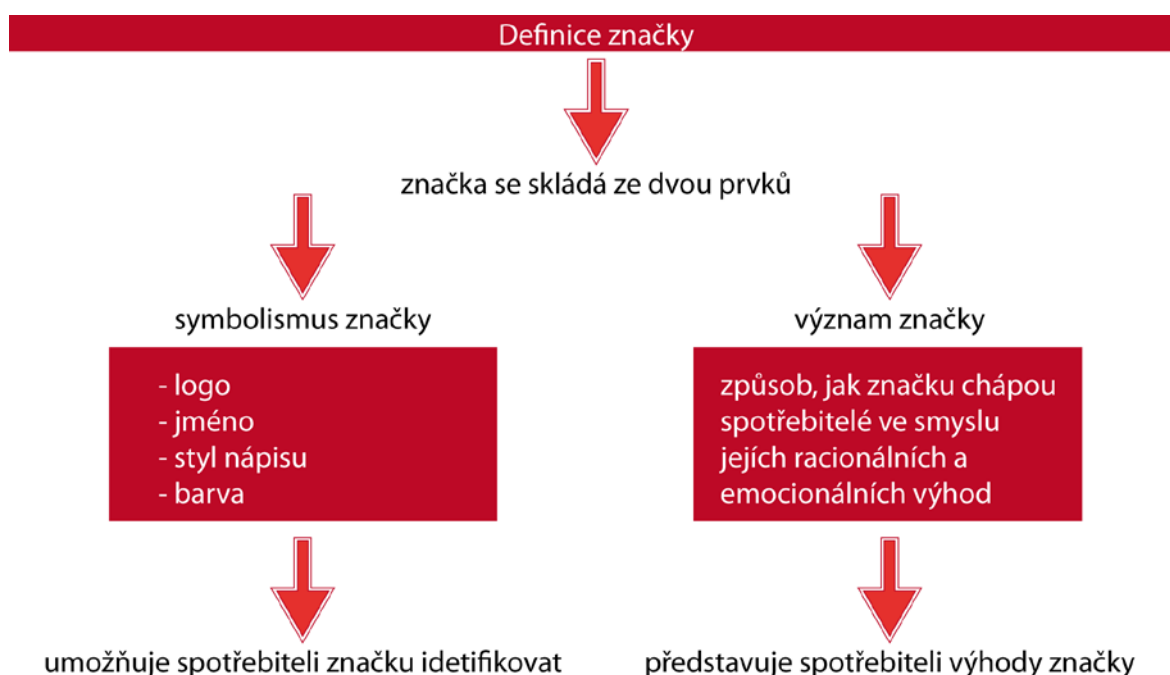 Definice značky
značka se skládá ze dvou prvků
symbolismus značky
- logo
- jméno
- styl nápisu
- barva
umožňuje spotřebiteli značku idetifikovat
význam značky
způsob, jak značku chápou
spotřebitelé ve smyslu
jejích racionálních a
emocionálních výhod
představuje spotřebiteli výhody značky